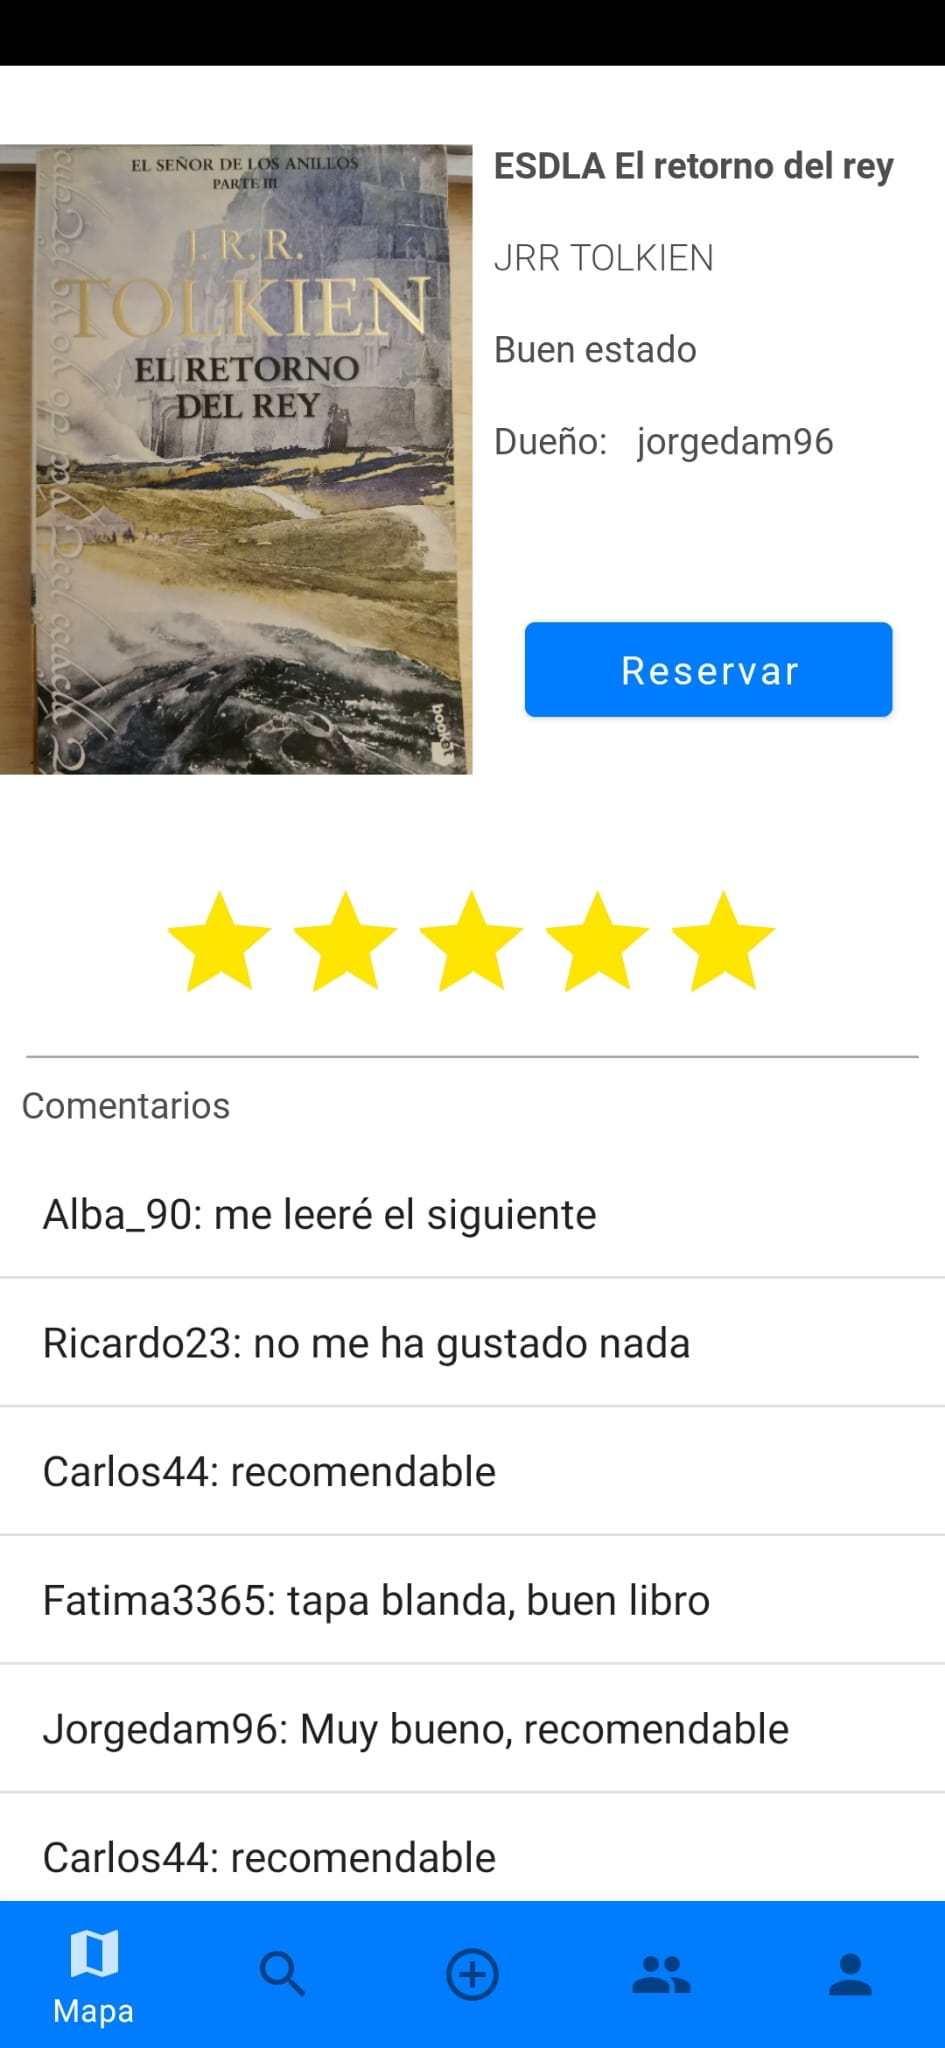 EL SEÑOR DE LOS ANILLOS
PARTE III
J. R. R.
TOLKIEN
EL RETORNO
DEL REY
booket
ESDLA El retorno del rey
JRR TOLKIEN
Buen estado
Dueño: jorgedam96
Reservar
Comentarios
Alba_90: me leeré el siguiente
Ricardo23: no me ha gustado nada
Carlos44: recomendable
Fatima3365: tapa blanda, buen libro
Jorgedam96: Muy bueno, recomendable
Carlos44: recomendable
Mapa